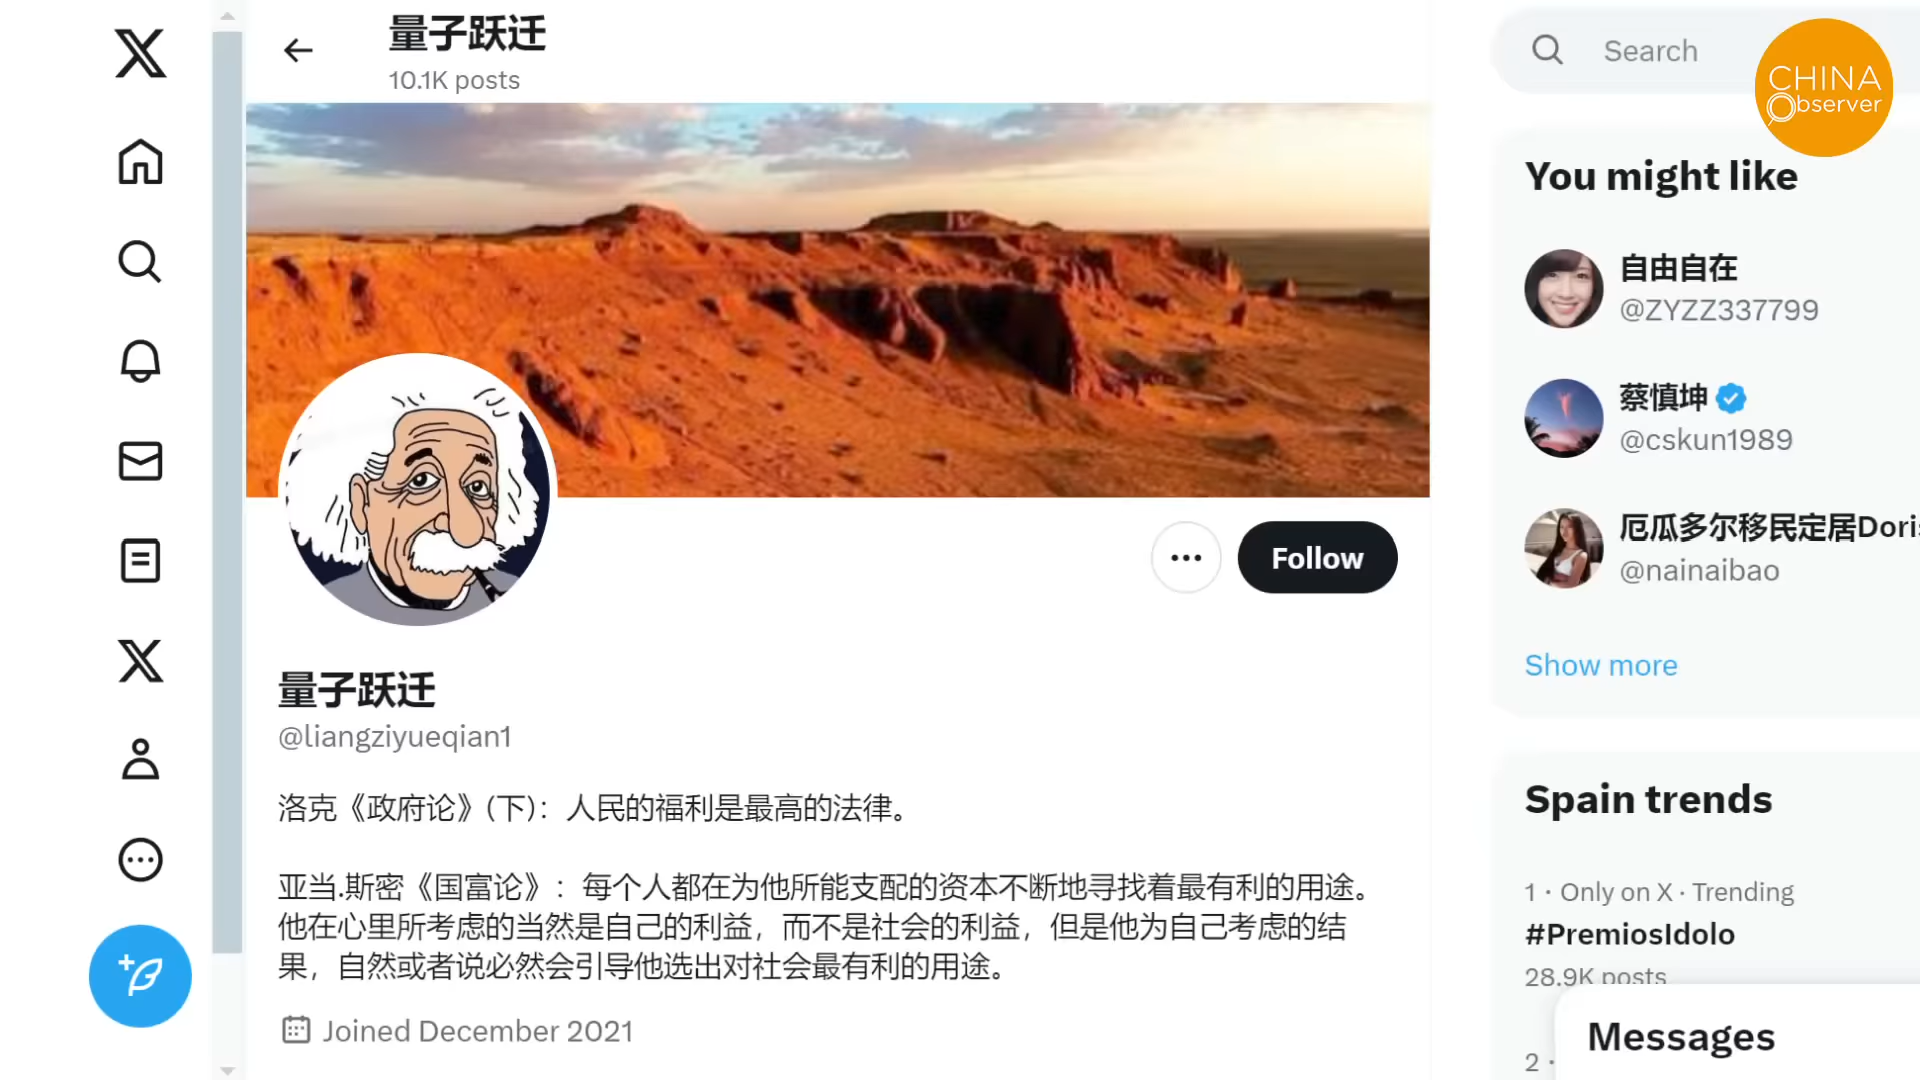 量子跃迁
10.1K posts
Search
CHINA
Observer
You might like
自由自在
@ZYZZ337799
蔡慎坤
@cskun1989
厄瓜多尔移民定居Doris
@nainaibao
Show more
Follow
量子跃迁
@liangziyueqian1
洛克《政府论》(下)：人民的福利是最高的法律。
亚当.斯密《国富论》：每个人都在为他所能支配的资本不断地寻找着最有利的用途。
他在心里所考虑的当然是自己的利益，而不是社会的利益，但是他为自己考虑的结
果，自然或者说必然会引导他选出对社会最有利的用途。
Joined December 2021
Spain trends
1 · Only on X · Trending
#PremiosIdolo
28.9K posts
2 ·
Messages